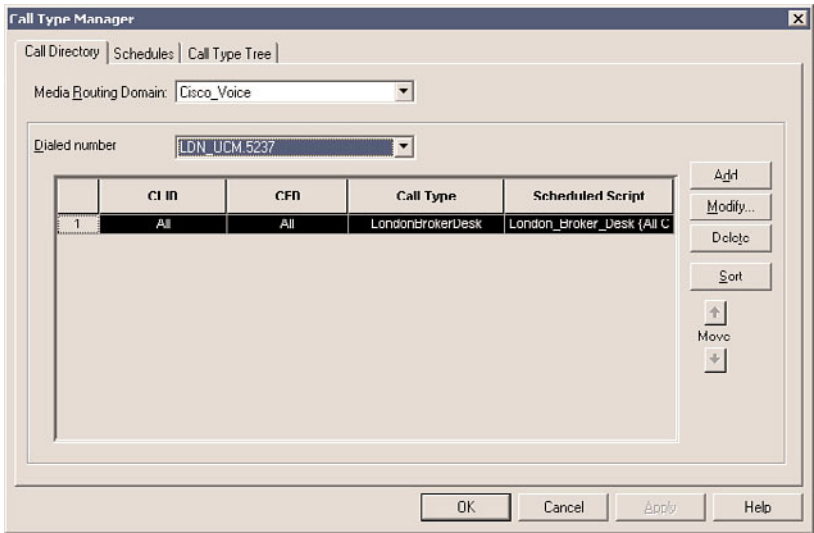 Call Type Manager
Call Directory Schedules Call Type Tree
Media Routing Domain: Cisco_Voice
Dialed number LDN_UCM.5237
CLID CED Call Type Scheduled Script
1 All All LondonBrokerDesk London_Broker_Desk {All C
Add
Modify...
Delete
Sort
Move
OK Cancel Apply Help